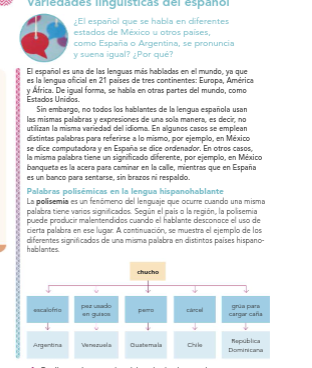 Variedades lingüísticas del español
¿El español que se habla en diferentes
estados de México u otros países,
como España o Argentina, se pronuncia
y suena igual? ¿Por qué?
El español es una de las lenguas más habladas en el mundo, ya que
es la lengua oficial en 21 países de tres continentes: Europa, América
y África. De igual forma, se habla en otras partes del mundo, como
Estados Unidos.
Sin embargo, no todos los hablantes de la lengua española usan
las mismas palabras y expresiones de una sola manera, es decir, no
utilizan la misma variedad del idioma. En algunos casos se emplean
distintas palabras para referirse a lo mismo, por ejemplo, en México
se dice computadora y en España se dice ordenador. En otros casos,
la misma palabra tiene un significado diferente, por ejemplo, en México
banqueta es la acera para caminar en la calle, mientras que en España
es un banco para sentarse, sin brazos ni respaldo.
Palabras polisémicas en la lengua hispanohablante
La polisemia es un fenómeno del lenguaje que ocurre cuando una misma
palabra tiene varios significados. Según el país o la región, la polisemia
puede producir malentendidos cuando el hablante desconoce el uso de
cierta palabra en ese lugar. A continuación, se muestra el ejemplo de los
diferentes significados de una misma palabra en distintos países hispano-
hablantes.
chucho
escalofrío
pez usado
en guisos
perro
cárcel
grúa para
cargar caña
Argentina
Venezuela
Guatemala
Chile
República
Dominicana